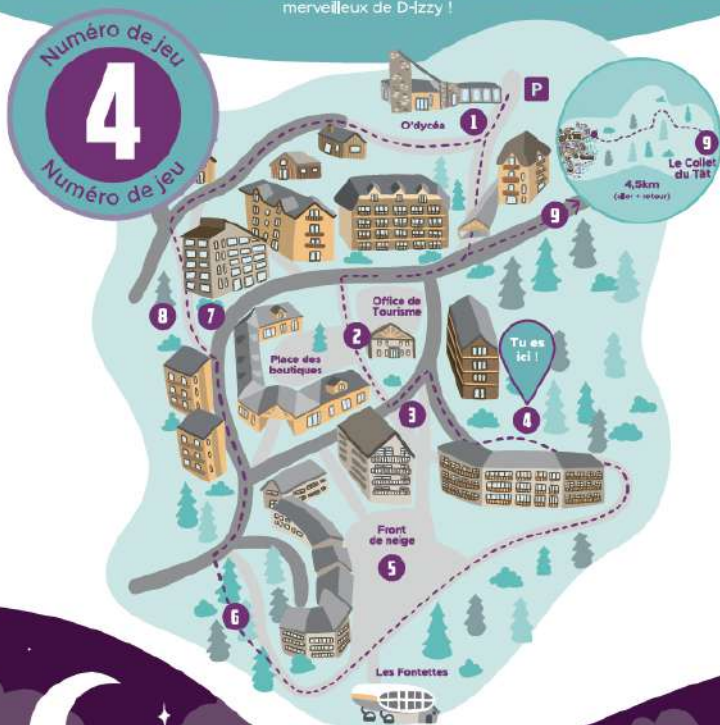 merveilleux de D-Izzy !
Numéro de jeu
4
Numéro de jeu
O'dycéa
1
P
9
Le Collet
du Tât
4,5km
(aller + retour)
9
8
7
Office de
Tourisme
2
Place des
boutiques
Tu es
ici !
3
4
Front
de neige
5
6
Les Fontettes